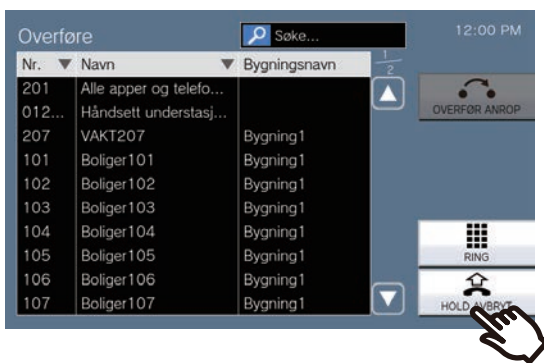 Overføre Søke... 12:00 PM
Nr. Navn Bygningsnavn 1/2
201 Alle apper og telefo...
012... Håndsett understasj...
207 VAKT207 Bygning1
101 Boliger101 Bygning1
102 Boliger102 Bygning1
103 Boliger103 Bygning1
104 Boliger104 Bygning1
105 Boliger105 Bygning1
106 Boliger106 Bygning1
107 Boliger107 Bygning1
OVERFØR ANROP
RING
HOLD AVBRYT